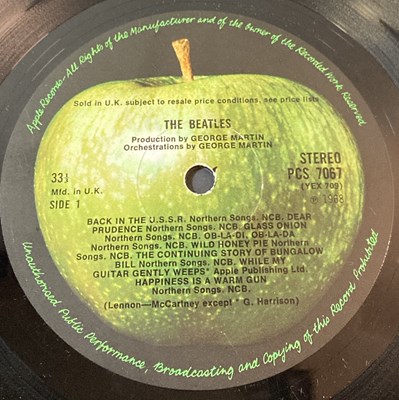 Apple Records—All Rights of the Manufacturer and of the Owner of the Recorded Work Reserved
Sold in U.K. subject to resale price conditions, see price lists
THE BEATLES
Production by GEORGE MARTIN
Orchestrations by GEORGE MARTIN
33⅓
Mfd. in U.K.
SIDE 1
STEREO
PCS 7067
(YEX 709)
℗ 1968
BACK IN THE U.S.S.R. Northern Songs. NCB. DEAR
PRUDENCE Northern Songs. NCB. GLASS ONION
Northern Songs. NCB. OB-LA-DI, OB-LA-DA
Northern Songs. NCB. WILD HONEY PIE Northern
Songs. NCB. THE CONTINUING STORY OF BUNGALOW
BILL Northern Songs. NCB. WHILE MY
GUITAR GENTLY WEEPS* Apple Publishing Ltd.
HAPPINESS IS A WARM GUN
Northern Songs. NCB.
(Lennon—McCartney except * G. Harrison)
Unauthorised Public Performance, Broadcasting and Copying of this Record Prohibited